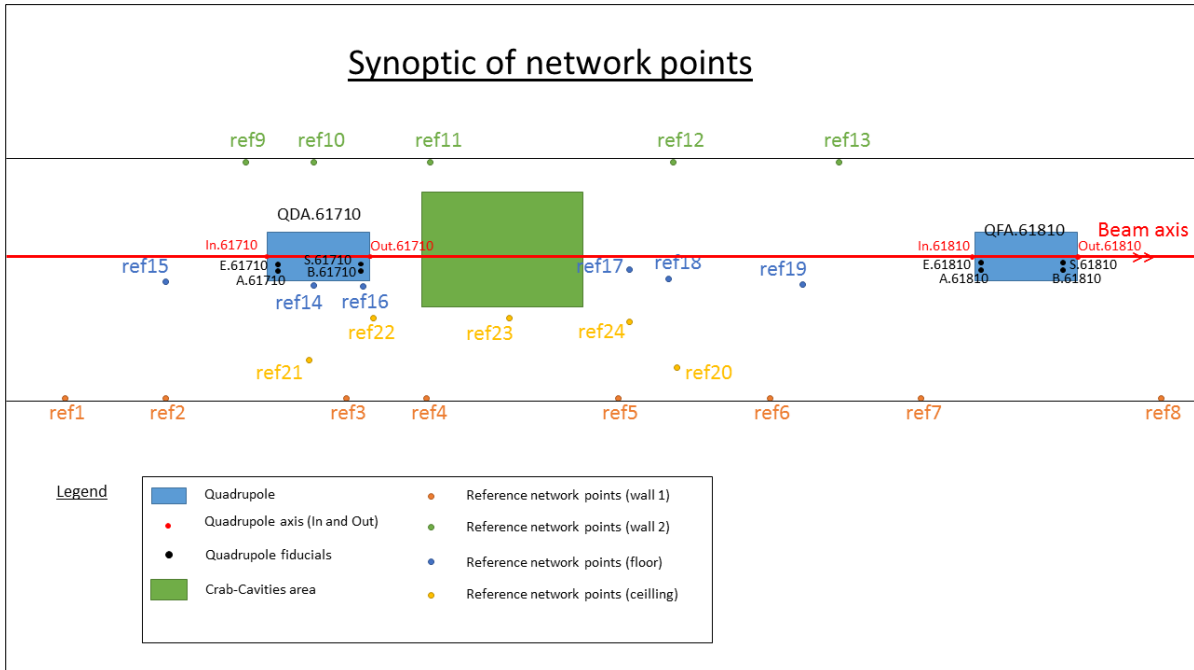 Synoptic of network points
ref9 ref10 ref11 ref12 ref13
QDA.61710 QFA.61810 Beam axis
In.61710 Out.61710 In.61810 Out.61810
E.61710 S.61710 E.61810 S.61810
A.61710 B.61710 A.61810 B.61810
ref15 ref17 ref18 ref19
ref14 ref16
ref22 ref23 ref24
ref21 ref20
ref1 ref2 ref3 ref4 ref5 ref6 ref7 ref8
Legend
Quadrupole
Quadrupole axis (In and Out)
Quadrupole fiducials
Crab-Cavities area
Reference network points (wall 1)
Reference network points (wall 2)
Reference network points (floor)
Reference network points (ceilling)